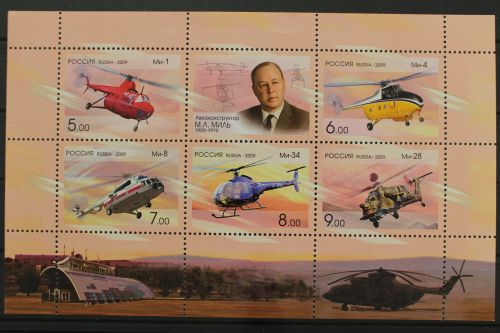 РОССИЯ RUSSIA · 2009 Ми-1
5.00
Авиаконструктор
М.Л. МИЛЬ
1909-1970
РОССИЯ RUSSIA · 2009 Ми-4
6.00
РОССИЯ RUSSIA · 2009 Ми-8
7.00
РОССИЯ RUSSIA · 2009 Ми-34
8.00
РОССИЯ RUSSIA · 2009 Ми-28
9.00